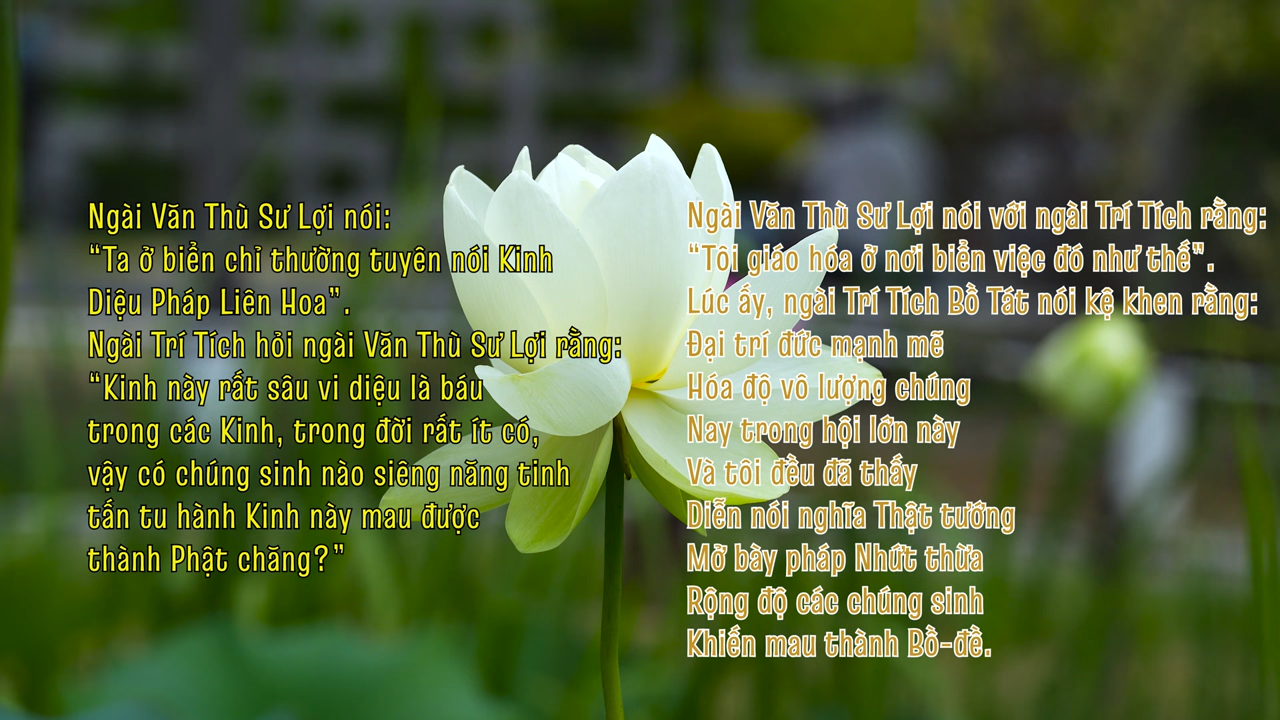 Ngài Văn Thù Sư Lợi nói:
“Ta ở biển chỉ thường tuyên nói Kinh
Diệu Pháp Liên Hoa”.
Ngài Trí Tích hỏi ngài Văn Thù Sư Lợi rằng:
“Kinh này rất sâu vi diệu là báu
trong các Kinh, trong đời rất ít có,
vậy có chúng sinh nào siêng năng tinh
tấn tu hành Kinh này mau được
thành Phật chăng?”
Ngài Văn Thù Sư Lợi nói với ngài Trí Tích rằng:
“Tôi giáo hóa ở nơi biển việc đó như thế”.
Lúc ấy, ngài Trí Tích Bồ Tát nói kệ khen rằng:
Đại trí đức mạnh mẽ
Hóa độ vô lượng chúng
Nay trong hội lớn này
Và tôi đều đã thấy
Diễn nói nghĩa Thật tướng
Mở bày pháp Nhứt thừa
Rộng độ các chúng sinh
Khiến mau thành Bồ-đề.